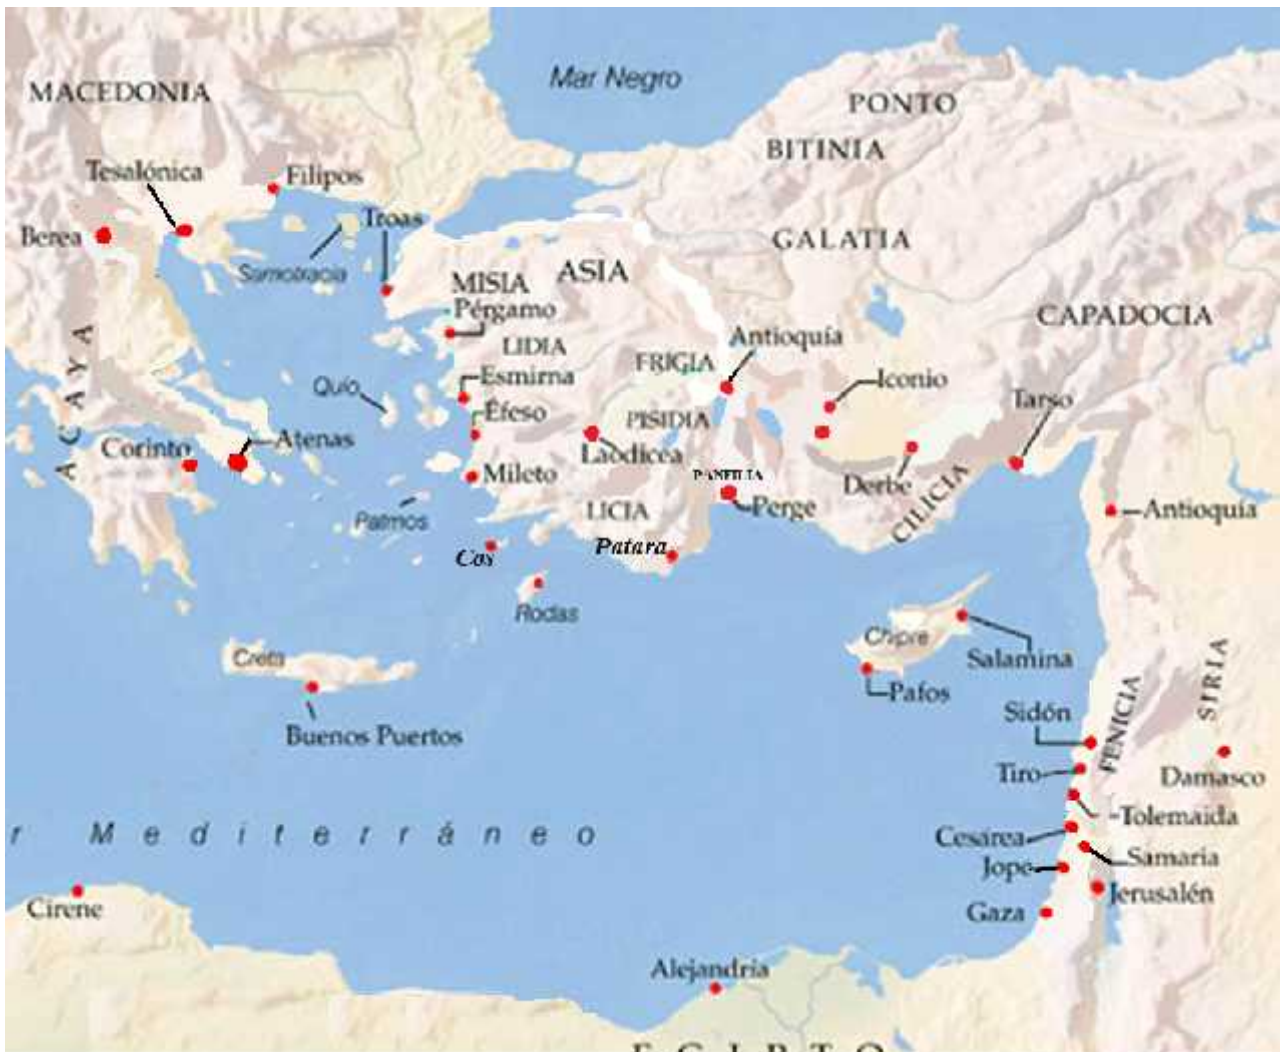 Mar Negro
MACEDONIA
PONTO
BITINIA
Tesalónica
Filipos
Troas
Berea
GALATIA
Samotracia
MISIA
ASIA
Pérgamo
CAPADOCIA
ACAYA
LIDIA
Antioquía
FRIGIA
Esmirna
Iconio
Quío
Tarso
Éfeso
PISIDIA
Corinto
Atenas
Laodicea
Mileto
PANFILIA
Derbe
CILICIA
Perge
Patmos
LICIA
Antioquía
Cos
Patara
Rodas
Chipre
Creta
Salamina
Pafos
SIRIA
Sidón
FENICIA
Buenos Puertos
Tiro
Damasco
r Mediterráneo
Tolemaida
Cesarea
Samaria
Jope
Jerusalén
Cirene
Gaza
Alejandría
EGIPTO